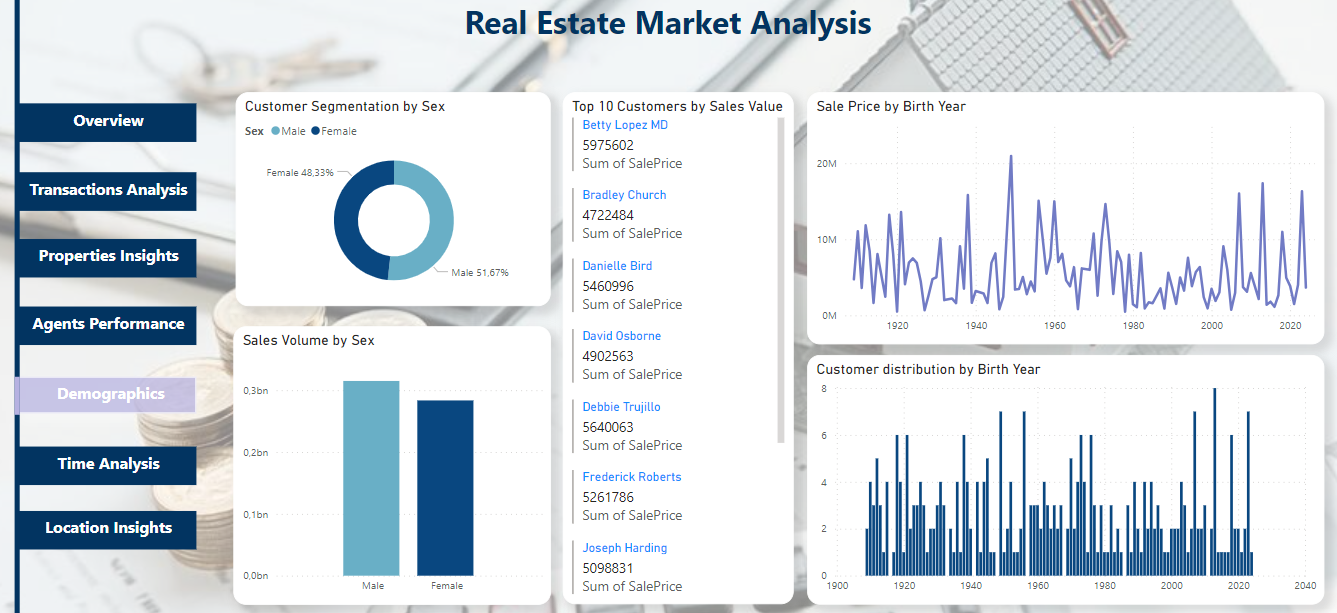 Real Estate Market Analysis
Overview
Transactions Analysis
Properties Insights
Agents Performance
Demographics
Time Analysis
Location Insights
Customer Segmentation by Sex
Sex Male Female
Female 48,33%
Male 51,67%
Sales Volume by Sex
0,3bn
0,2bn
0,1bn
0,0bn
Male Female
Top 10 Customers by Sales Value
Betty Lopez MD
5975602
Sum of SalePrice
Bradley Church
4722484
Sum of SalePrice
Danielle Bird
5460996
Sum of SalePrice
David Osborne
4902563
Sum of SalePrice
Debbie Trujillo
5640063
Sum of SalePrice
Frederick Roberts
5261786
Sum of SalePrice
Joseph Harding
5098831
Sum of SalePrice
Sale Price by Birth Year
20M
10M
0M
1920 1940 1960 1980 2000 2020
Customer distribution by Birth Year
8
6
4
2
0
1900 1920 1940 1960 1980 2000 2020 2040